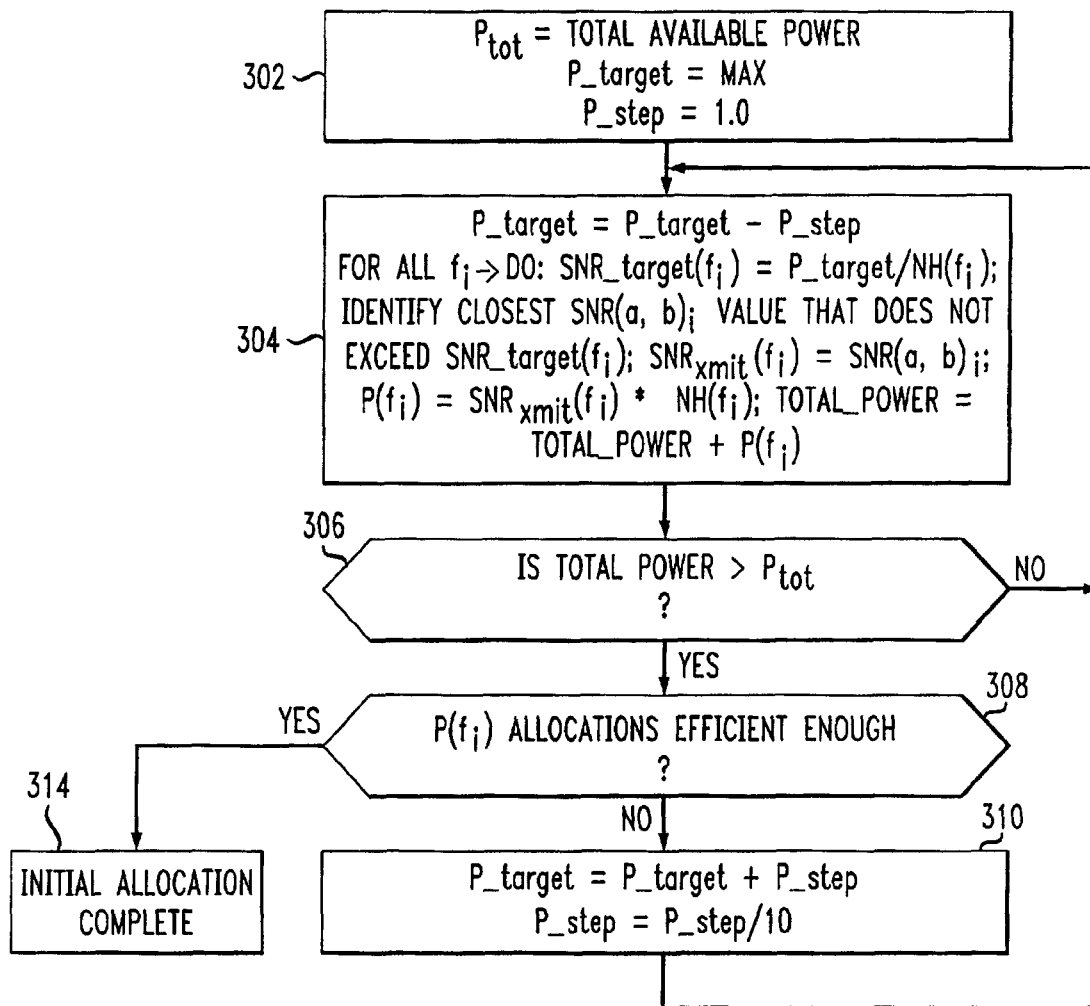 302
P_tot = TOTAL AVAILABLE POWER
P_target = MAX
P_step = 1.0
304
P_target = P_target - P_step
FOR ALL f_i→DO: SNR_target(f_i) = P_target/NH(f_i);
IDENTIFY CLOSEST SNR(a, b)_i VALUE THAT DOES NOT
EXCEED SNR_target(f_i); SNR_xmit(f_i) = SNR(a, b)_i;
P(f_i) = SNR_xmit(f_i) * NH(f_i); TOTAL_POWER =
TOTAL_POWER + P(f_i)
306
IS TOTAL POWER > P_tot
?
NO
YES
308
P(f_i) ALLOCATIONS EFFICIENT ENOUGH
?
YES
NO
314
INITIAL ALLOCATION
COMPLETE
310
P_target = P_target + P_step
P_step = P_step/10